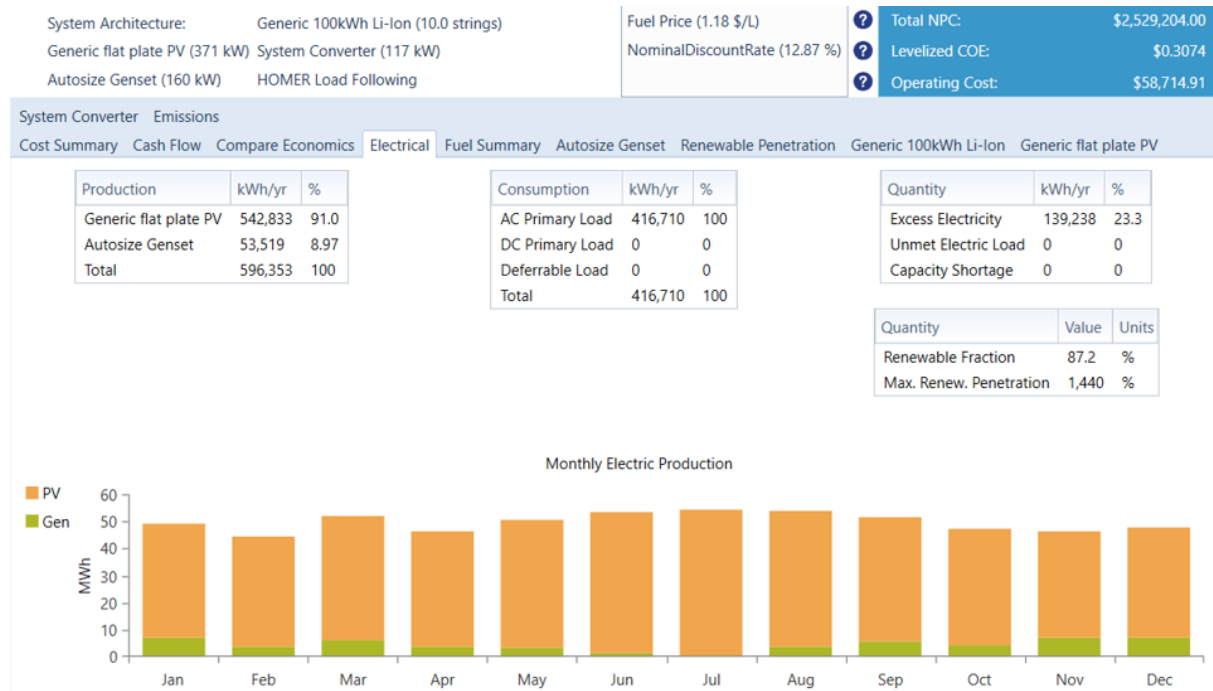 System Architecture: Generic 100kWh Li-Ion (10.0 strings)
Generic flat plate PV (371 kW) System Converter (117 kW)
Autosize Genset (160 kW) HOMER Load Following
Fuel Price (1.18 $/L)
NominalDiscountRate (12.87 %)
? Total NPC: $2,529,204.00
? Levelized COE: $0.3074
? Operating Cost: $58,714.91
System Converter Emissions
Cost Summary Cash Flow Compare Economics Electrical Fuel Summary Autosize Genset Renewable Penetration Generic 100kWh Li-Ion Generic flat plate PV
Production kWh/yr %
Generic flat plate PV 542,833 91.0
Autosize Genset 53,519 8.97
Total 596,353 100
Consumption kWh/yr %
AC Primary Load 416,710 100
DC Primary Load 0 0
Deferrable Load 0 0
Total 416,710 100
Quantity kWh/yr %
Excess Electricity 139,238 23.3
Unmet Electric Load 0 0
Capacity Shortage 0 0
Quantity Value Units
Renewable Fraction 87.2 %
Max. Renew. Penetration 1,440 %
Monthly Electric Production
PV
Gen
MWh
60
50
40
30
20
10
0
Jan Feb Mar Apr May Jun Jul Aug Sep Oct Nov Dec